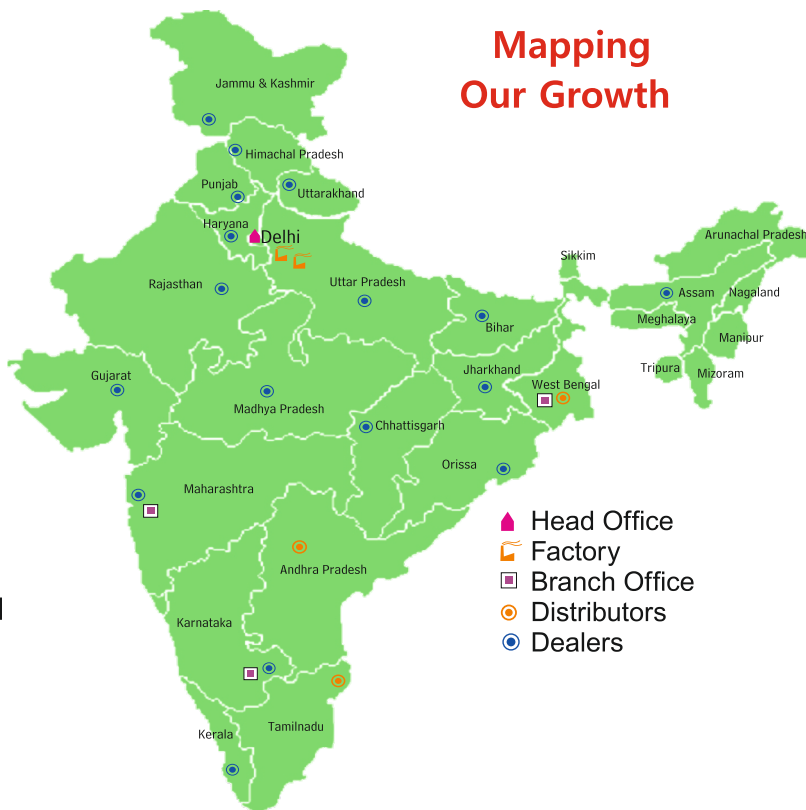 Mapping
Our Growth
Jammu & Kashmir
Himachal Pradesh
Punjab
Uttarakhand
Haryana
Delhi
Rajasthan
Uttar Pradesh
Sikkim
Arunachal Pradesh
Assam
Nagaland
Meghalaya
Manipur
Tripura
Mizoram
Bihar
Gujarat
Jharkhand
West Bengal
Madhya Pradesh
Chhattisgarh
Orissa
Maharashtra
Andhra Pradesh
Karnataka
Kerala
Tamilnadu
Head Office
Factory
Branch Office
Distributors
Dealers